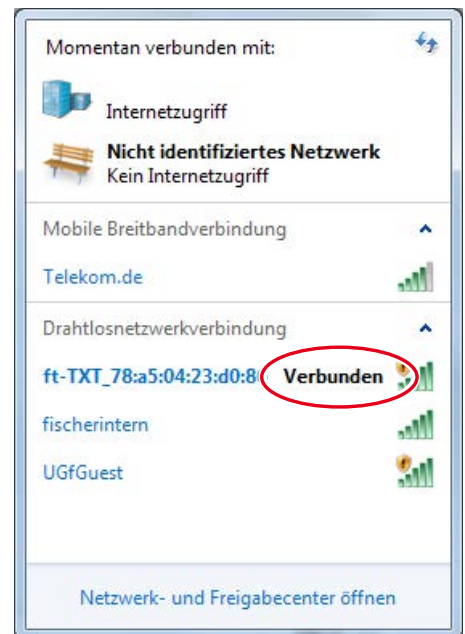 Momentan verbunden mit:
Internetzugriff
Nicht identifiziertes Netzwerk
Kein Internetzugriff
Mobile Breitbandverbindung
Telekom.de
Drahtlosnetzwerkverbindung
ft-TXT_78:a5:04:23:d0:8 Verbunden
fischerintern
UGfGuest
Netzwerk- und Freigabecenter öffnen